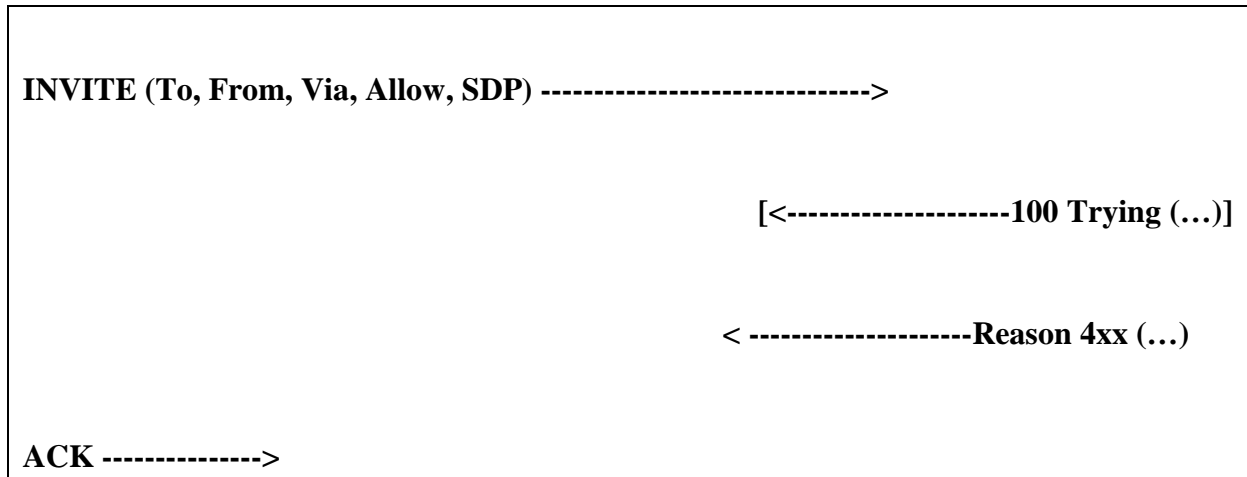 INVITE (To, From, Via, Allow, SDP) ------------------------------->
[<---------------------100 Trying (…)]
< ---------------------Reason 4xx (…)
ACK --------------->